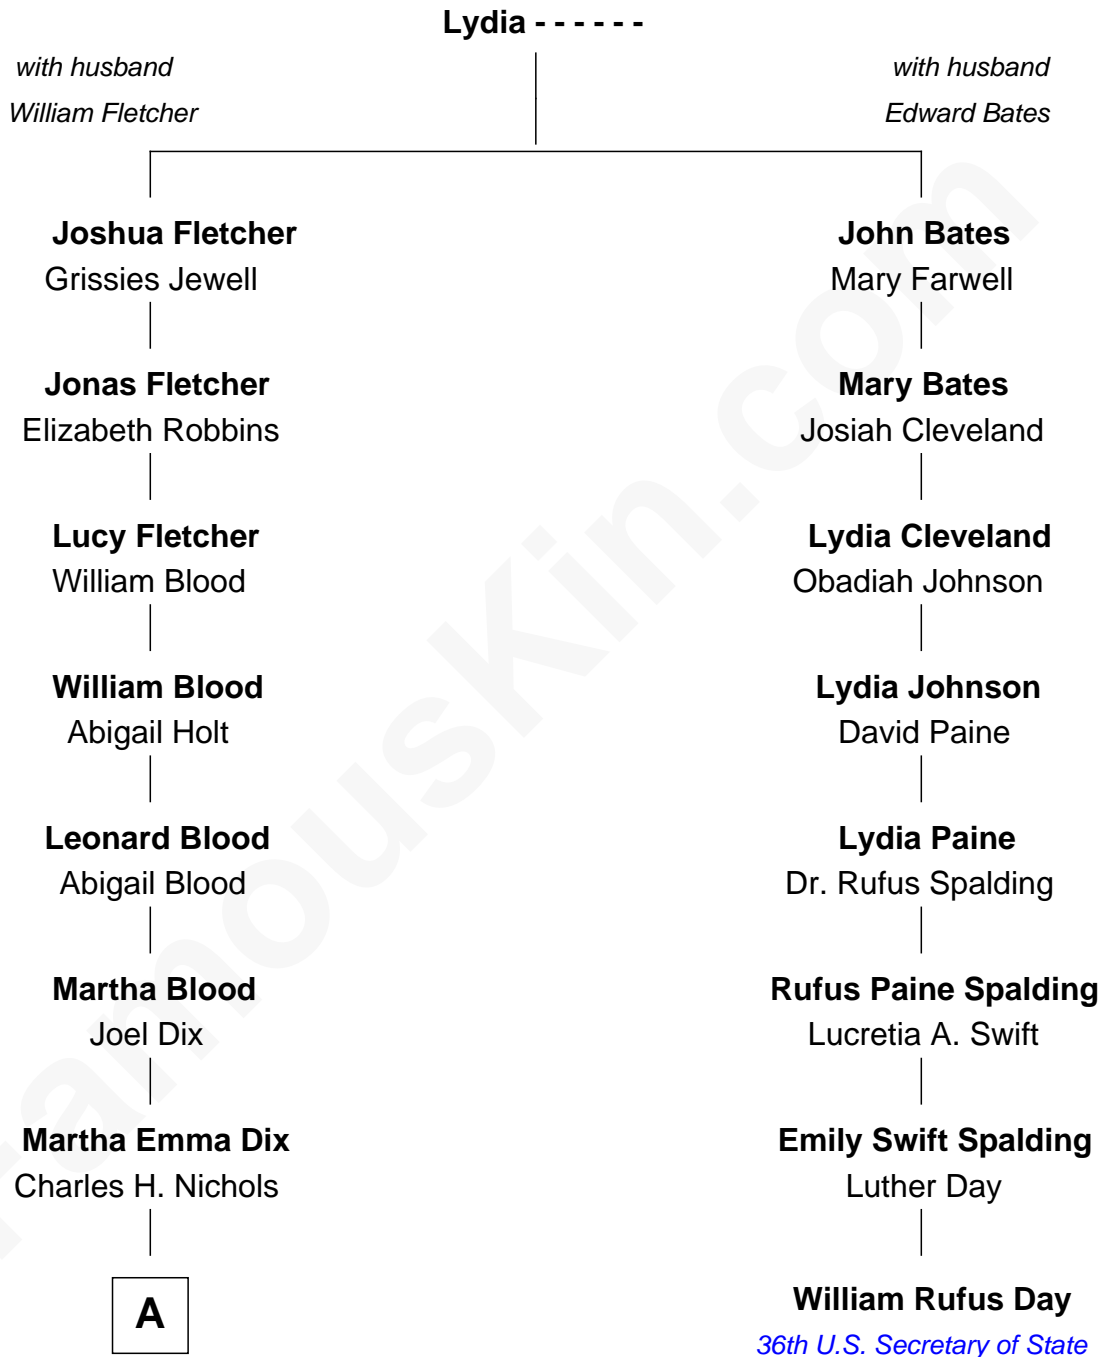 Lydia - - - - - -
with husband
William Fletcher
with husband
Edward Bates
Joshua Fletcher
Grissies Jewell
John Bates
Mary Farwell
Jonas Fletcher
Elizabeth Robbins
Mary Bates
Josiah Cleveland
Lucy Fletcher
William Blood
Lydia Cleveland
Obadiah Johnson
William Blood
Abigail Holt
Lydia Johnson
David Paine
Leonard Blood
Abigail Blood
Lydia Paine
Dr. Rufus Spalding
Martha Blood
Joel Dix
Rufus Paine Spalding
Lucretia A. Swift
Martha Emma Dix
Charles H. Nichols
Emily Swift Spalding
Luther Day
A
William Rufus Day
36th U.S. Secretary of State
FamousKin.com